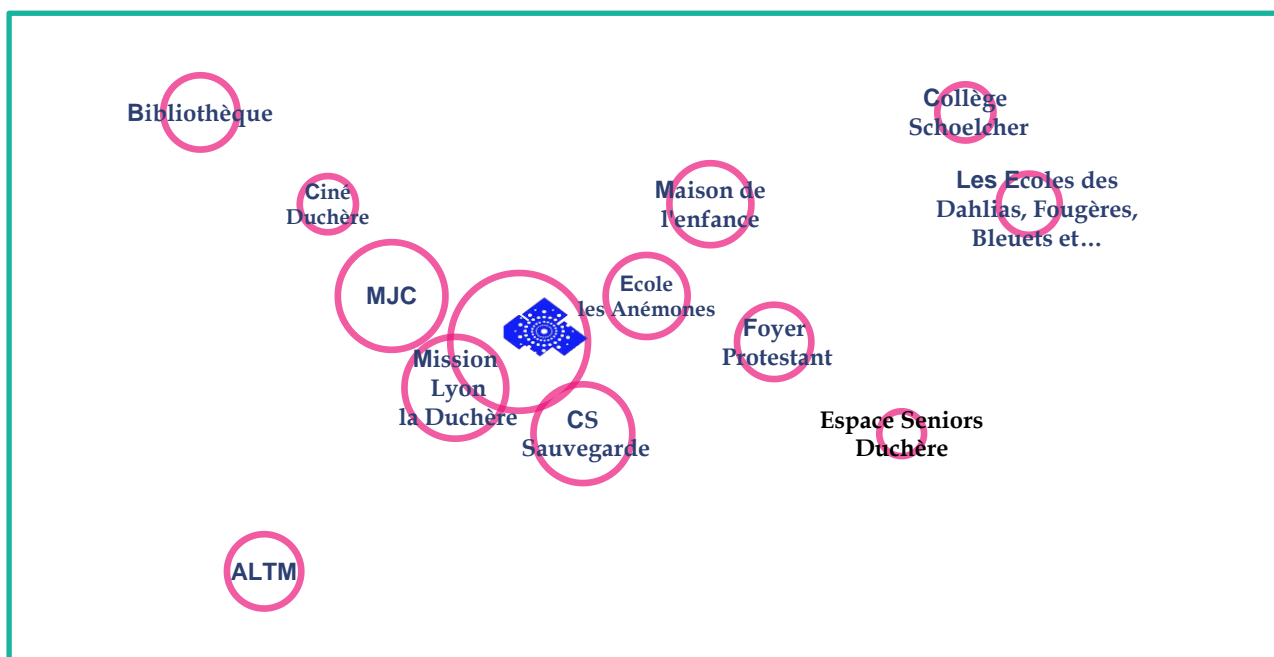 Bibliothèque
Collège
Schoelcher
Ciné
Duchère
Maison de
l'enfance
Les Ecoles des
Dahlias, Fougères,
Bleuets et…
MJC
Ecole
les Anémones
Foyer
Protestant
Mission
Lyon
la Duchère
CS
Sauvegarde
Espace Seniors
Duchère
ALTM